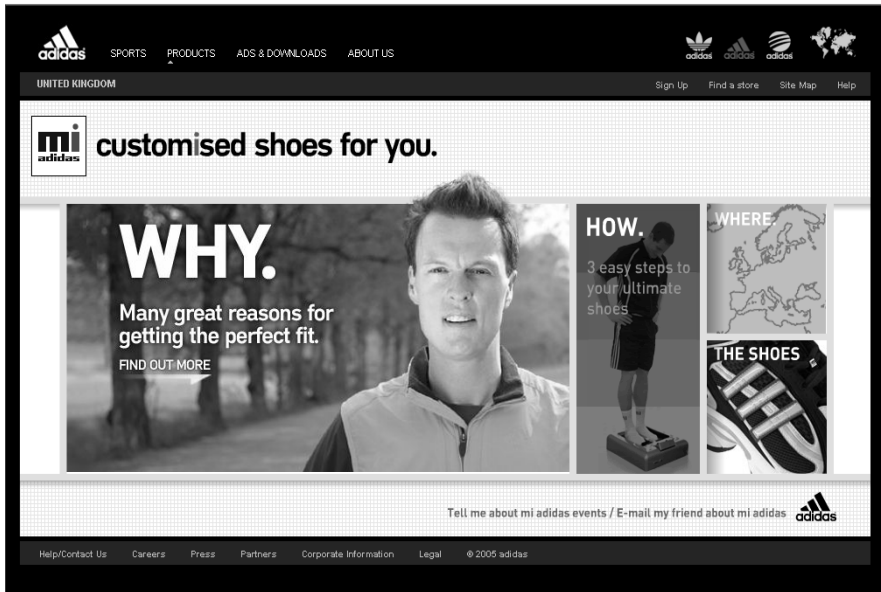 adidas
SPORTS PRODUCTS ADS & DOWNLOADS ABOUT US
adidas adidas adidas
UNITED KINGDOM
Sign Up Find a store Site Map Help
mi
adidas
customised shoes for you.
WHY.
Many great reasons for
getting the perfect fit.
FIND OUT MORE
HOW.
3 easy steps to
your ultimate
shoes
WHERE.
THE SHOES
Tell me about mi adidas events / E-mail my friend about mi adidas
adidas
Help/Contact Us Careers Press Partners Corporate Information Legal © 2005 adidas